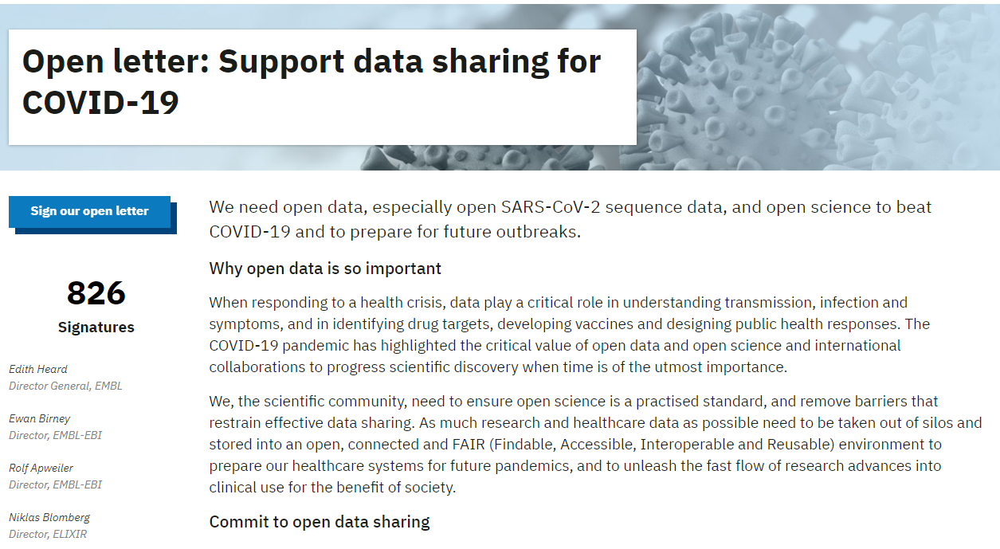 Open letter: Support data sharing for
COVID-19
Sign our open letter
826
Signatures
Edith Heard
Director General, EMBL
Ewan Birney
Director, EMBL-EBI
Rolf Apweiler
Director, EMBL-EBI
Niklas Blomberg
Director, ELIXIR
We need open data, especially open SARS-CoV-2 sequence data, and open science to beat
COVID-19 and to prepare for future outbreaks.
Why open data is so important
When responding to a health crisis, data play a critical role in understanding transmission, infection and
symptoms, and in identifying drug targets, developing vaccines and designing public health responses. The
COVID-19 pandemic has highlighted the critical value of open data and open science and international
collaborations to progress scientific discovery when time is of the utmost importance.
We, the scientific community, need to ensure open science is a practised standard, and remove barriers that
restrain effective data sharing. As much research and healthcare data as possible need to be taken out of silos and
stored into an open, connected and FAIR (Findable, Accessible, Interoperable and Reusable) environment to
prepare our healthcare systems for future pandemics, and to unleash the fast flow of research advances into
clinical use for the benefit of society.
Commit to open data sharing